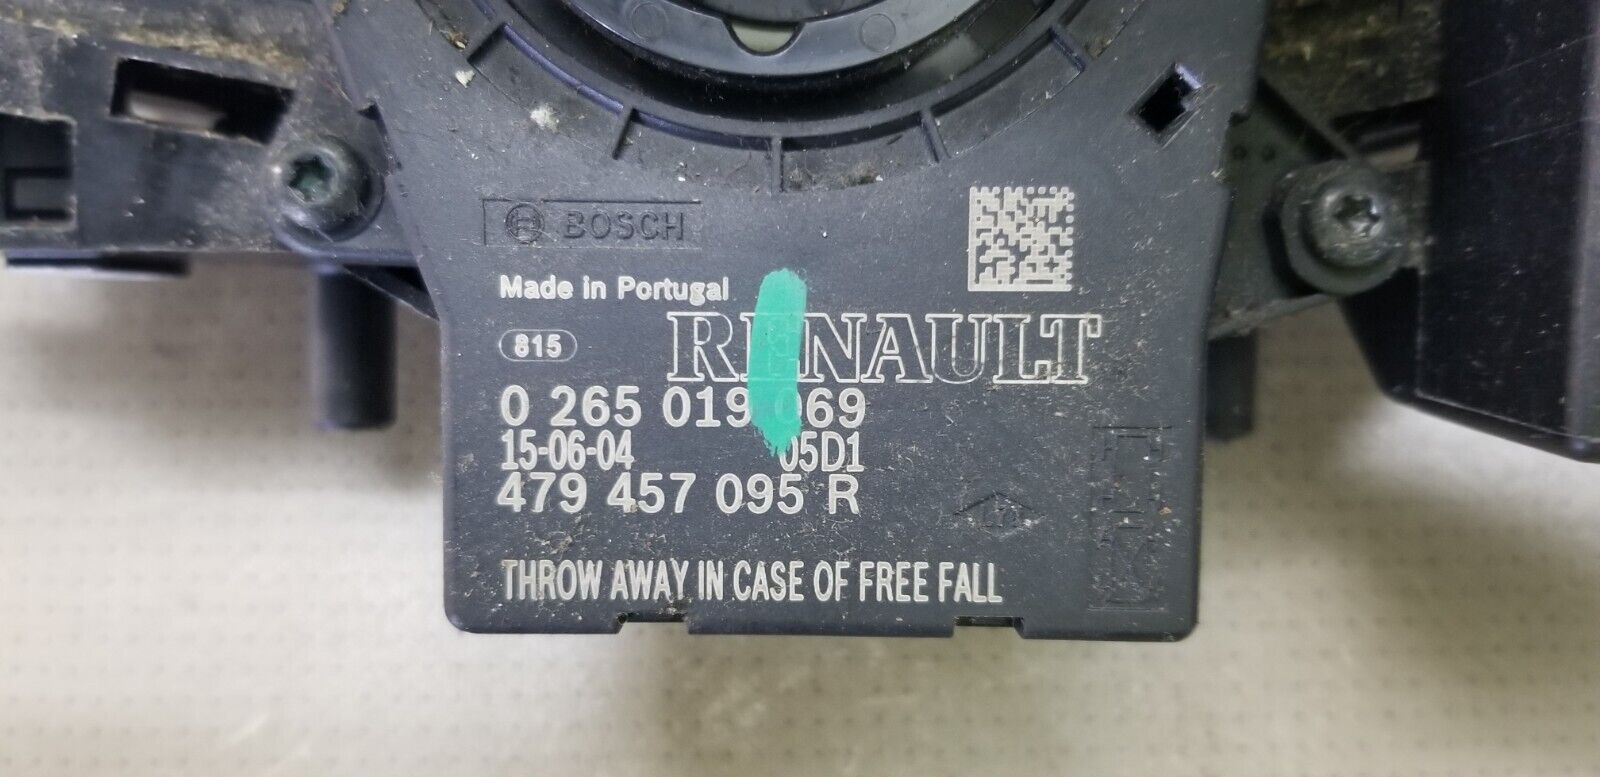 BOSCH
Made in Portugal
815
RENAULT
0 265 019 069
15-06-04 05D1
479 457 095 R
THROW AWAY IN CASE OF FREE FALL